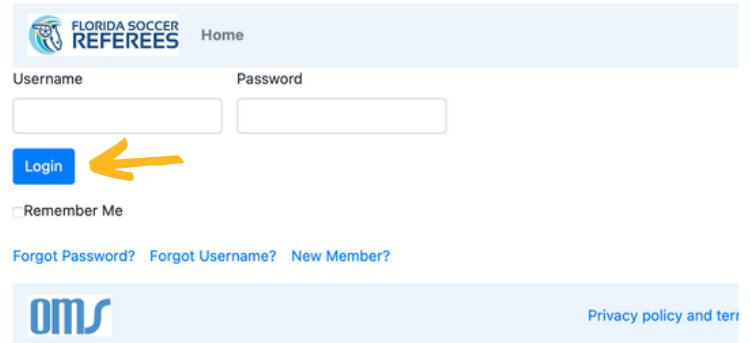 FLORIDA SOCCER
REFEREES
Home
Username Password
Login
Remember Me
Forgot Password? Forgot Username? New Member?
oms
Privacy policy and